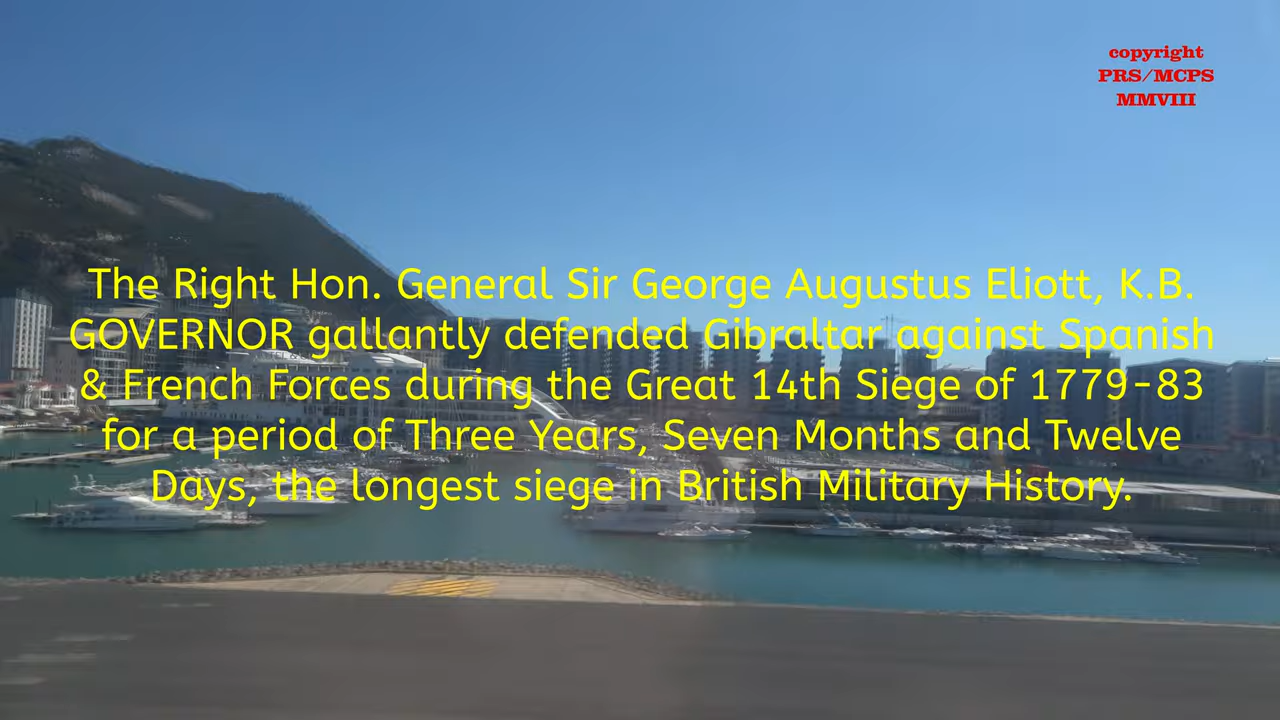 copyright
PRS/MCPS
MMVIII
The Right Hon. General Sir George Augustus Eliott, K.B.
GOVERNOR gallantly defended Gibraltar against Spanish
& French Forces during the Great 14th Siege of 1779-83
for a period of Three Years, Seven Months and Twelve
Days, the longest siege in British Military History.